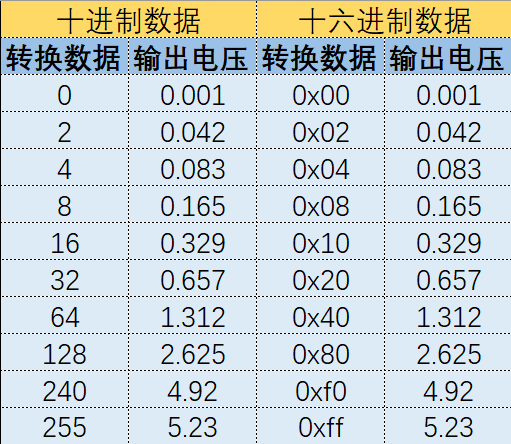 十进制数据 十六进制数据
转换数据 输出电压 转换数据 输出电压
0 0.001 0x00 0.001
2 0.042 0x02 0.042
4 0.083 0x04 0.083
8 0.165 0x08 0.165
16 0.329 0x10 0.329
32 0.657 0x20 0.657
64 1.312 0x40 1.312
128 2.625 0x80 2.625
240 4.92 0xf0 4.92
255 5.23 0xff 5.23